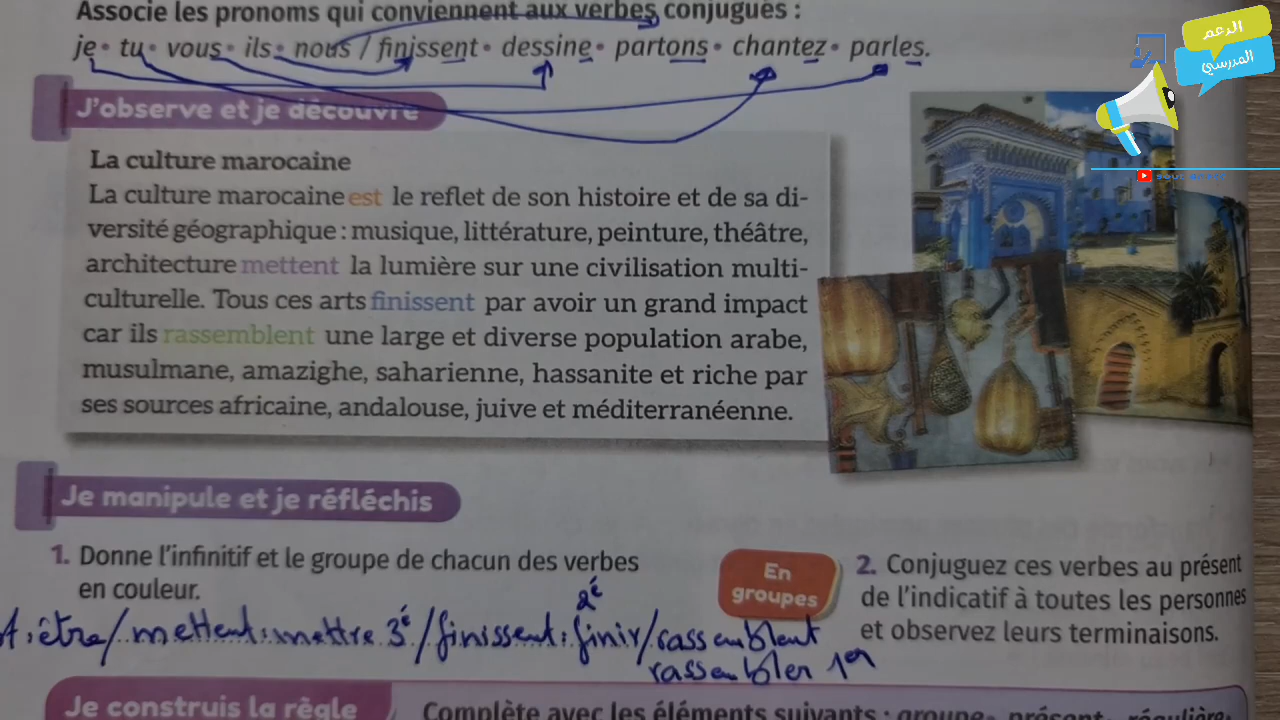 Associe les pronoms qui conviennent aux verbes conjugués :
je • tu • vous • ils • nous / finissent • dessine • partons • chantez • parles.
الدعم
المدرسي
J'observe et je découvre
La culture marocaine
La culture marocaine est le reflet de son histoire et de sa di-
versité géographique : musique, littérature, peinture, théâtre,
architecture mettent la lumière sur une civilisation multi-
culturelle. Tous ces arts finissent par avoir un grand impact
car ils rassemblent une large et diverse population arabe,
musulmane, amazighe, saharienne, hassanite et riche par
ses sources africaine, andalouse, juive et méditerranéenne.
Je manipule et je réfléchis
1. Donne l'infinitif et le groupe de chacun des verbes
en couleur.
être / mettent : mettre 3é / finissent : finir 2é / rassemblent
rassembler 1er
En
groupes
2. Conjuguez ces verbes au présent
de l'indicatif à toutes les personnes
et observez leurs terminaisons.
Je construis la règle
Complète avec les éléments suivants : groupe • présent • régulière